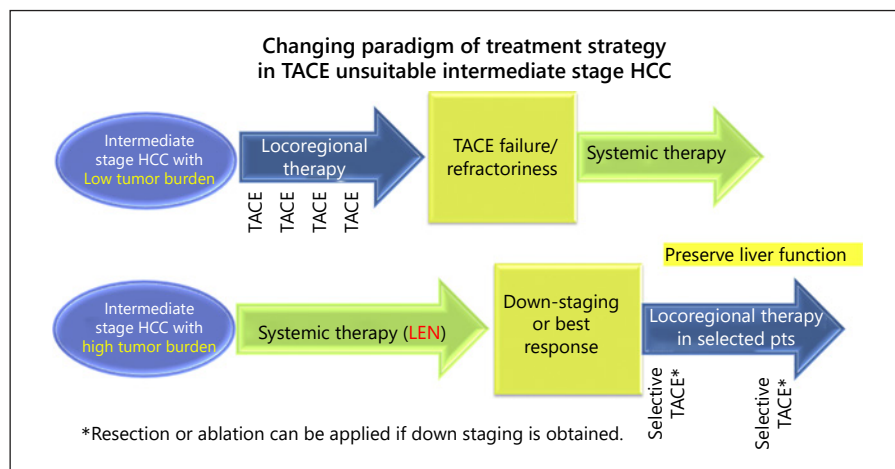 Changing paradigm of treatment strategy
in TACE unsuitable intermediate stage HCC
Intermediate
stage HCC with
Low tumor burden
Locoregional
therapy
TACE
TACE
TACE
TACE
TACE failure/
refractoriness
Systemic therapy
Preserve liver function
Intermediate
stage HCC with
high tumor burden
Systemic therapy (LEN)
Down-staging
or best
response
Locoregional therapy
in selected pts
Selective
TACE*
Selective
TACE*
*Resection or ablation can be applied if down staging is obtained.